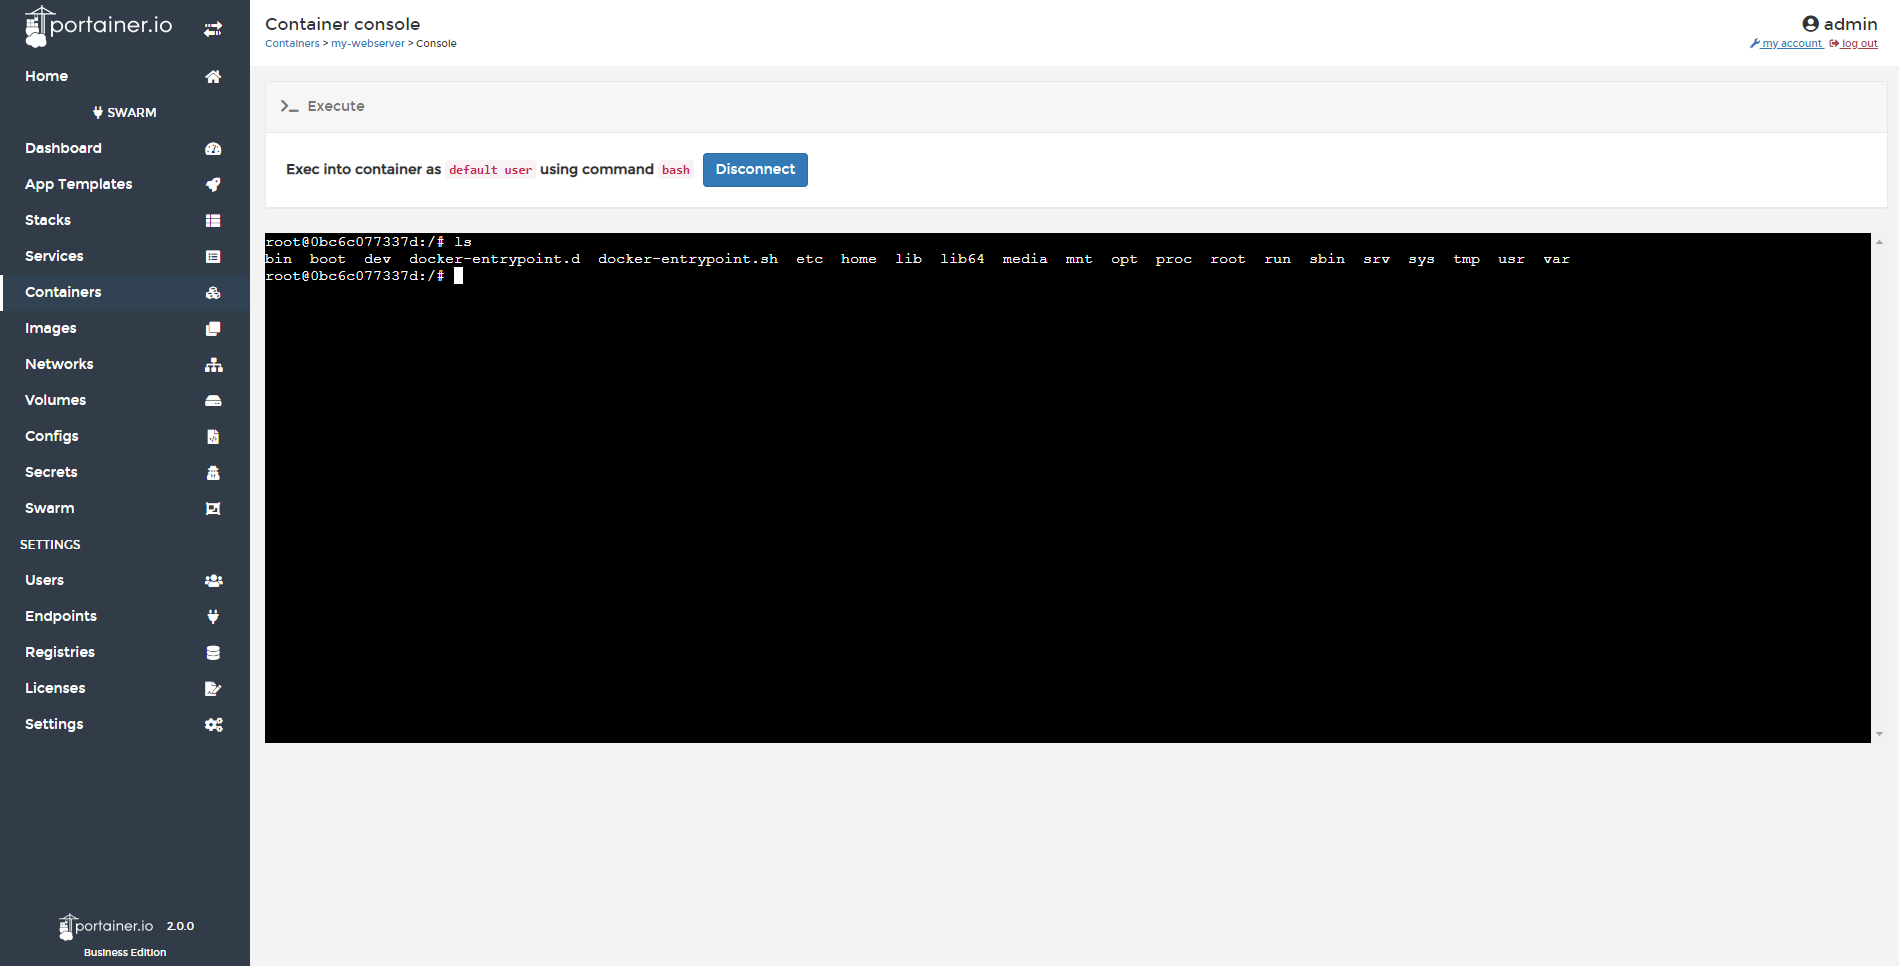 portainer.io
Home
SWARM
Dashboard
App Templates
Stacks
Services
Containers
Images
Networks
Volumes
Configs
Secrets
Swarm
SETTINGS
Users
Endpoints
Registries
Licenses
Settings
portainer.io 2.0.0
Business Edition
Container console
Containers > my-webserver > Console
admin
my account log out
>_ Execute
Exec into container as default user using command bash Disconnect
root@0bc6c077337d:/# ls
bin boot dev docker-entrypoint.d docker-entrypoint.sh etc home lib lib64 media mnt opt proc root run sbin srv sys tmp usr var
root@0bc6c077337d:/#